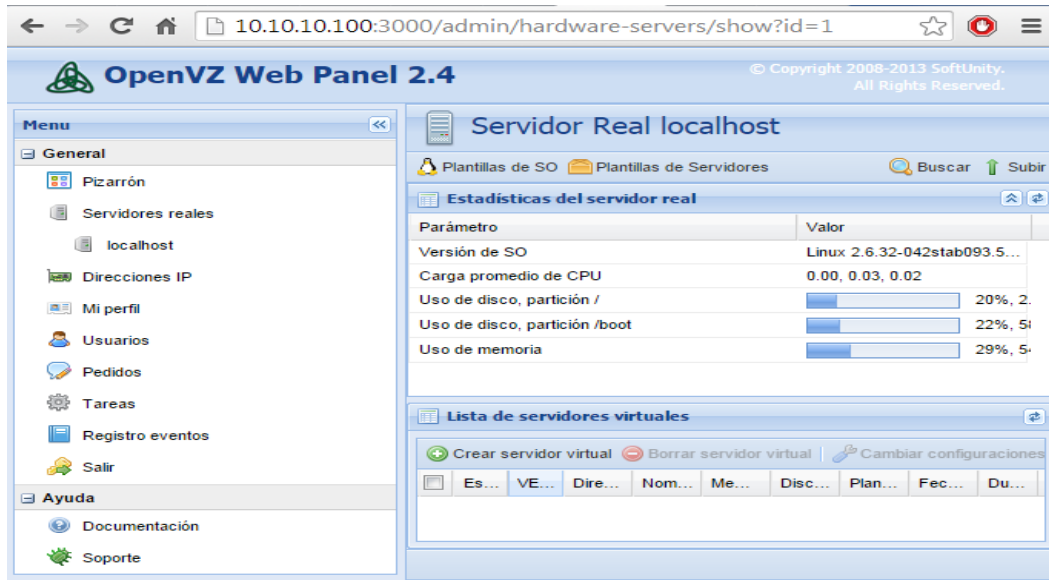 10.10.10.100:3000/admin/hardware-servers/show?id=1
OpenVZ Web Panel 2.4
© Copyright 2008-2013 SoftUnity.
All Rights Reserved.
Menu
General
Pizarrón
Servidores reales
localhost
Direcciones IP
Mi perfil
Usuarios
Pedidos
Tareas
Registro eventos
Salir
Ayuda
Documentación
Soporte
Servidor Real localhost
Plantillas de SO Plantillas de Servidores Buscar Subir
Estadísticas del servidor real
Parámetro Valor
Versión de SO Linux 2.6.32-042stab093.5...
Carga promedio de CPU 0.00, 0.03, 0.02
Uso de disco, partición / 20%, 2.
Uso de disco, partición /boot 22%,
Uso de memoria 29%,
Lista de servidores virtuales
Crear servidor virtual Borrar servidor virtual Cambiar configuraciones
Es... VE... Dire... Nom... Me... Disc... Plan... Fec... Du...